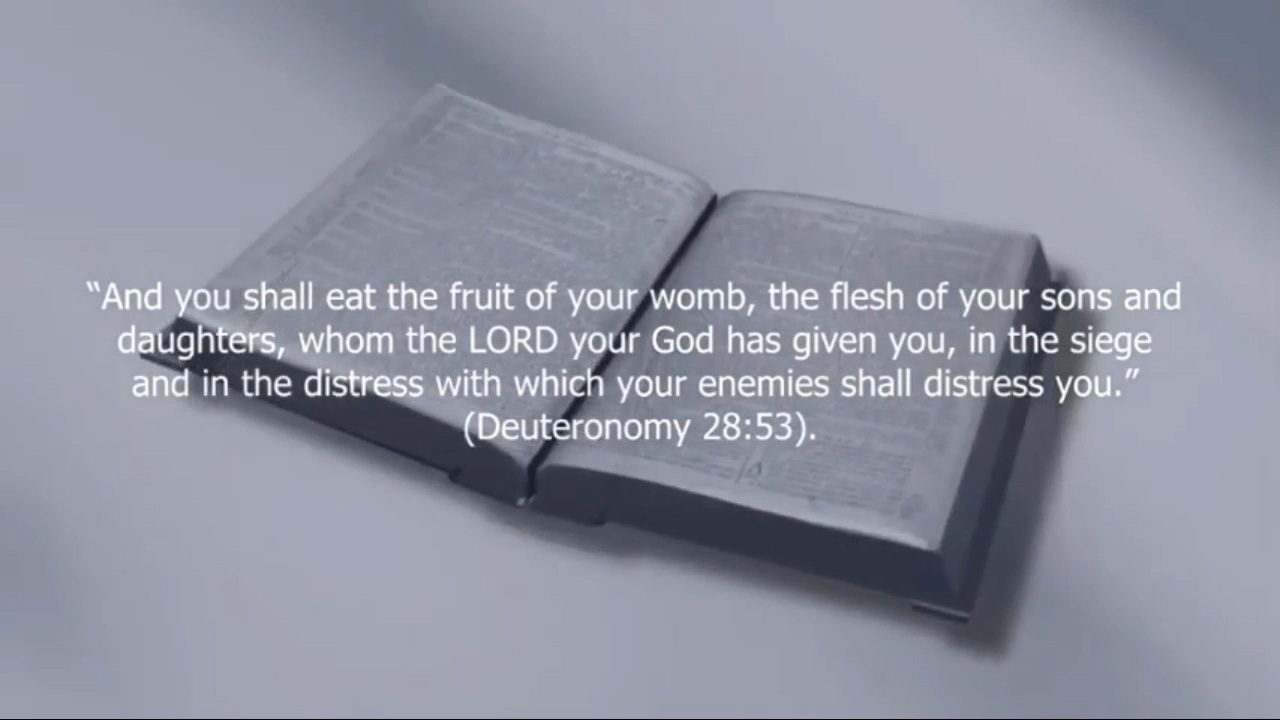 “And you shall eat the fruit of your womb, the flesh of your sons and
daughters, whom the LORD your God has given you, in the siege
and in the distress with which your enemies shall distress you.”
(Deuteronomy 28:53).